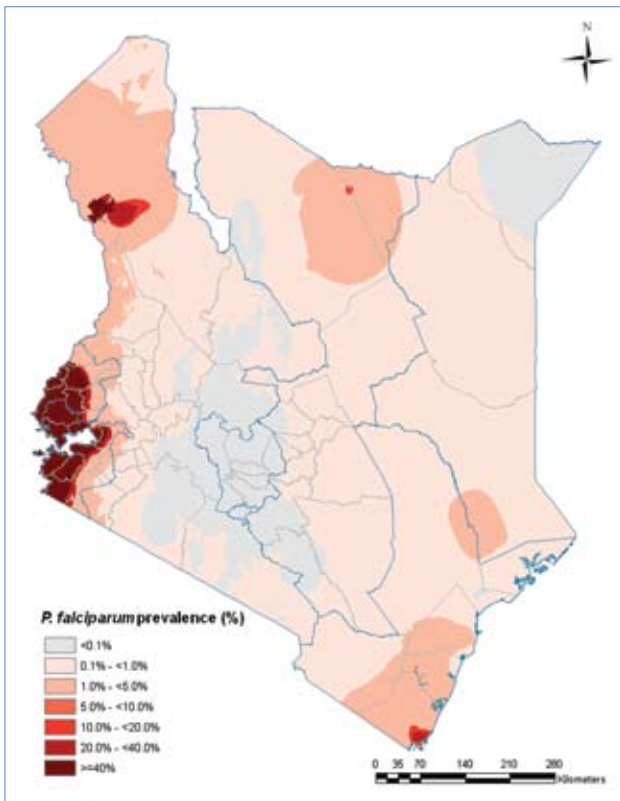 N
P. falciparum prevalence (%)
<0.1%
0.1% - <1.0%
1.0% - <5.0%
5.0% - <10.0%
10.0% - <20.0%
20.0% - <40.0%
>=40%
0 35 70 140 210 280
Kilometers